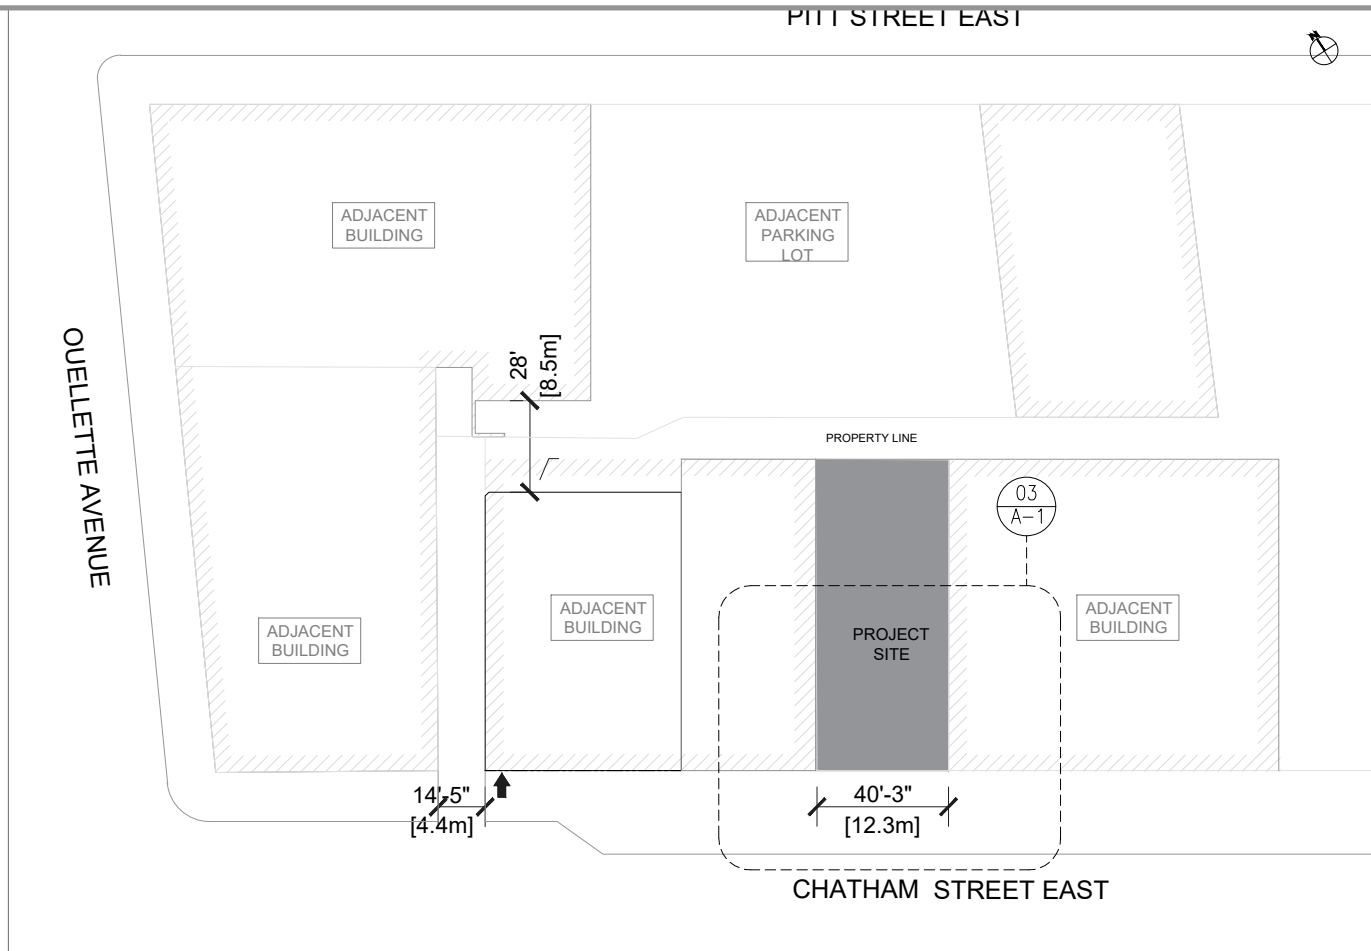 PITT STREET EAST
N
ADJACENT
BUILDING
ADJACENT
PARKING
LOT
OUELLETTE AVENUE
28'
[8.5m]
PROPERTY LINE
03
A-1
ADJACENT
BUILDING
ADJACENT
BUILDING
PROJECT
SITE
ADJACENT
BUILDING
14'-5"
[4.4m]
40'-3"
[12.3m]
CHATHAM STREET EAST